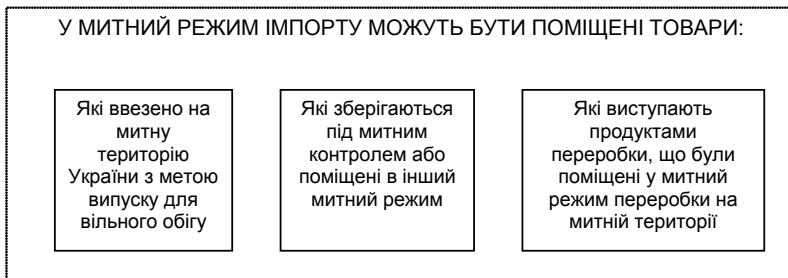 У МИТНИЙ РЕЖИМ ІМПОРТУ МОЖУТЬ БУТИ ПОМІЩЕНІ ТОВАРИ:
Які ввезено на
митну
територію
України з метою
випуску для
вільного обігу
Які зберігаються
під митним
контролем або
поміщені в інший
митний режим
Які виступають
продуктами
переробки, що були
поміщені у митний
режим переробки на
митній території